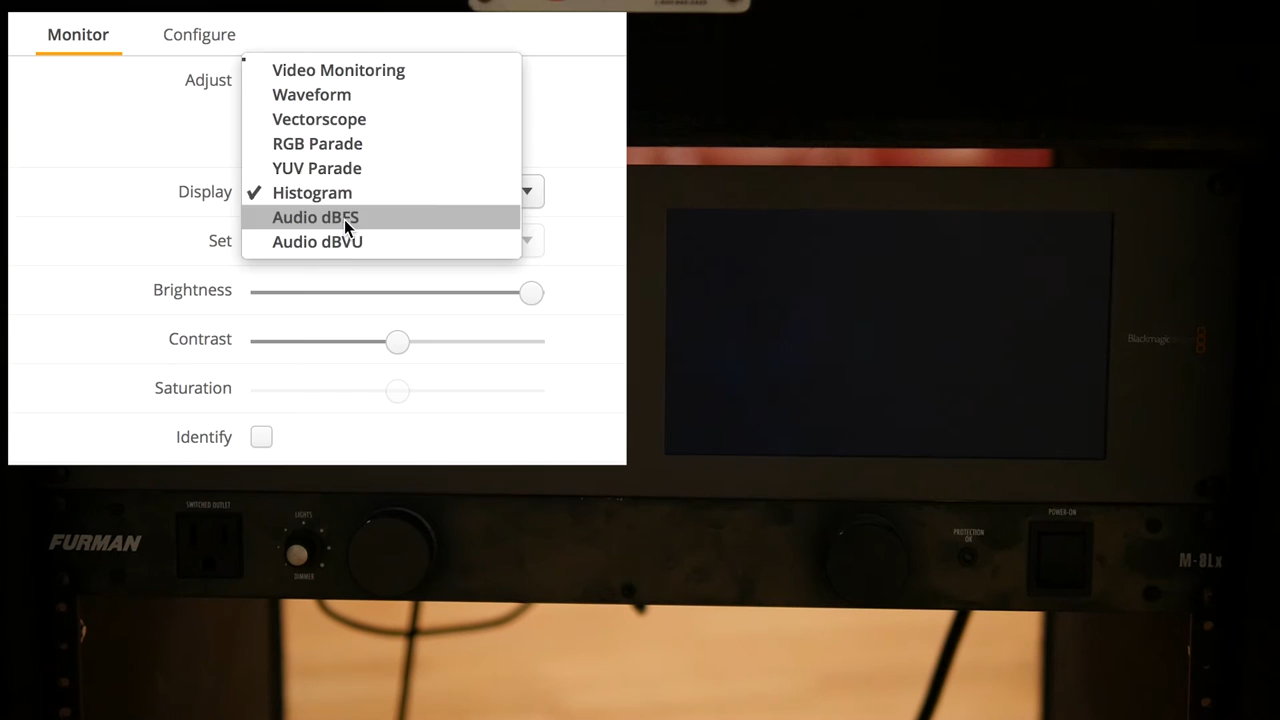 Monitor
Configure
Adjust
Video Monitoring
Waveform
Vectorscope
RGB Parade
YUV Parade
Display
✓ Histogram
Audio dBFS
Set
Audio dBVU
Brightness
Contrast
Saturation
Identify
Blackmagic
SWITCHED OUTLET
LIGHTS
DIMMER
FURMAN
PROTECTION
OK
POWER-ON
M-8Lx